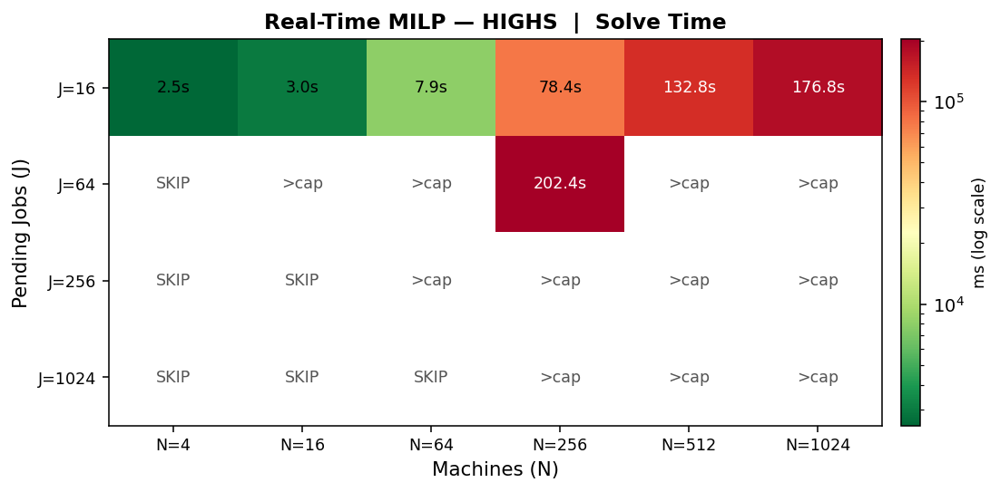 Real-Time MILP — HIGHS | Solve Time
J=16 2.5s 3.0s 7.9s 78.4s 132.8s 176.8s
J=64 SKIP >cap >cap 202.4s >cap >cap
J=256 SKIP SKIP >cap >cap >cap >cap
J=1024 SKIP SKIP SKIP >cap >cap >cap
N=4 N=16 N=64 N=256 N=512 N=1024
Machines (N)
Pending Jobs (J)
10⁵
10⁴
ms (log scale)